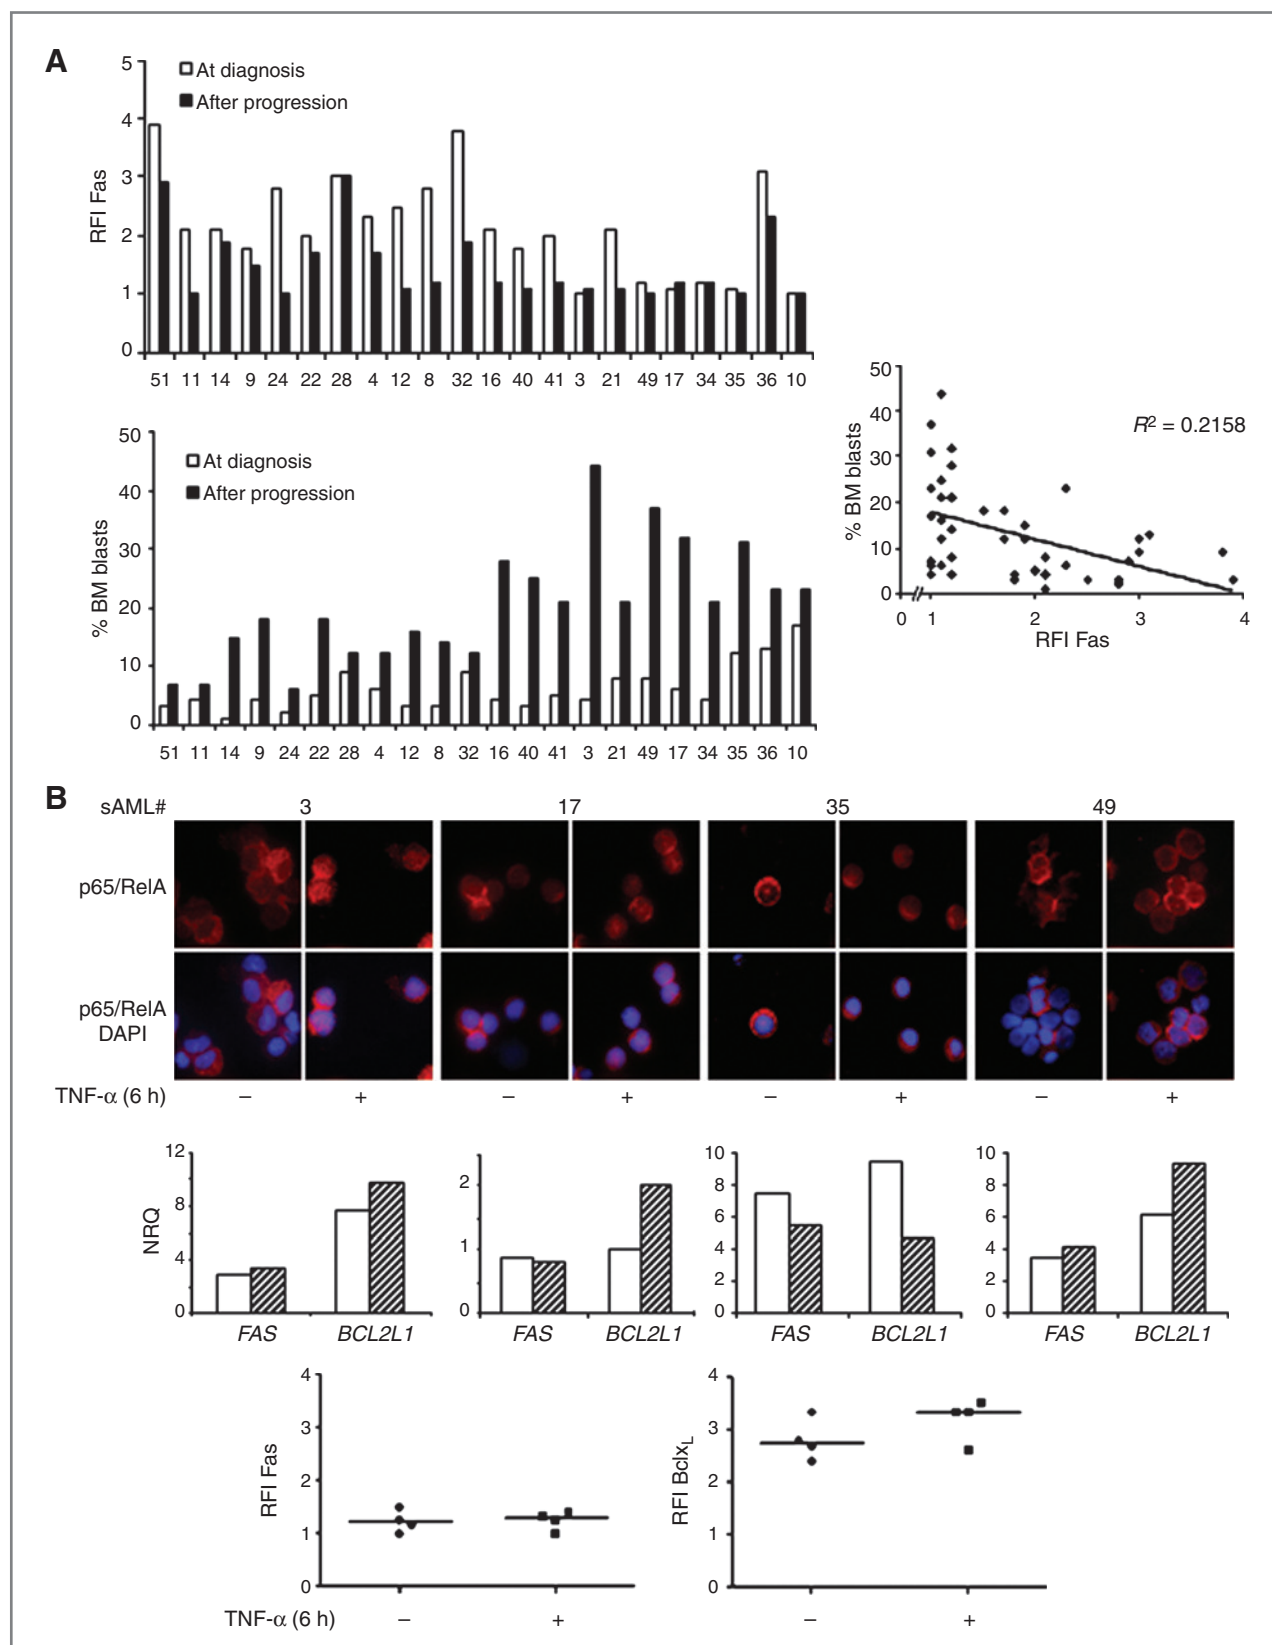 A
5
4
3
2
1
0
RFI Fas
At diagnosis
After progression
51 11 14 9 24 22 28 4 12 8 32 16 40 41 3 21 49 17 34 35 36 10
50
40
30
20
10
0
% BM blasts
At diagnosis
After progression
51 11 14 9 24 22 28 4 12 8 32 16 40 41 3 21 49 17 34 35 36 10
50
40
30
20
10
0
% BM blasts
R² = 0.2158
0 1 2 3 4
RFI Fas
B
sAML# 3 17 35 49
p65/RelA
p65/RelA
DAPI
TNF-α (6 h) – + – + – + – +
NRQ
12
8
4
0
FAS BCL2L1
2
1
0
FAS BCL2L1
10
8
6
4
2
0
FAS BCL2L1
10
8
6
4
2
0
FAS BCL2L1
RFI Fas
4
3
2
1
0
RFI BclxL
4
3
2
1
0
TNF-α (6 h) – + – +